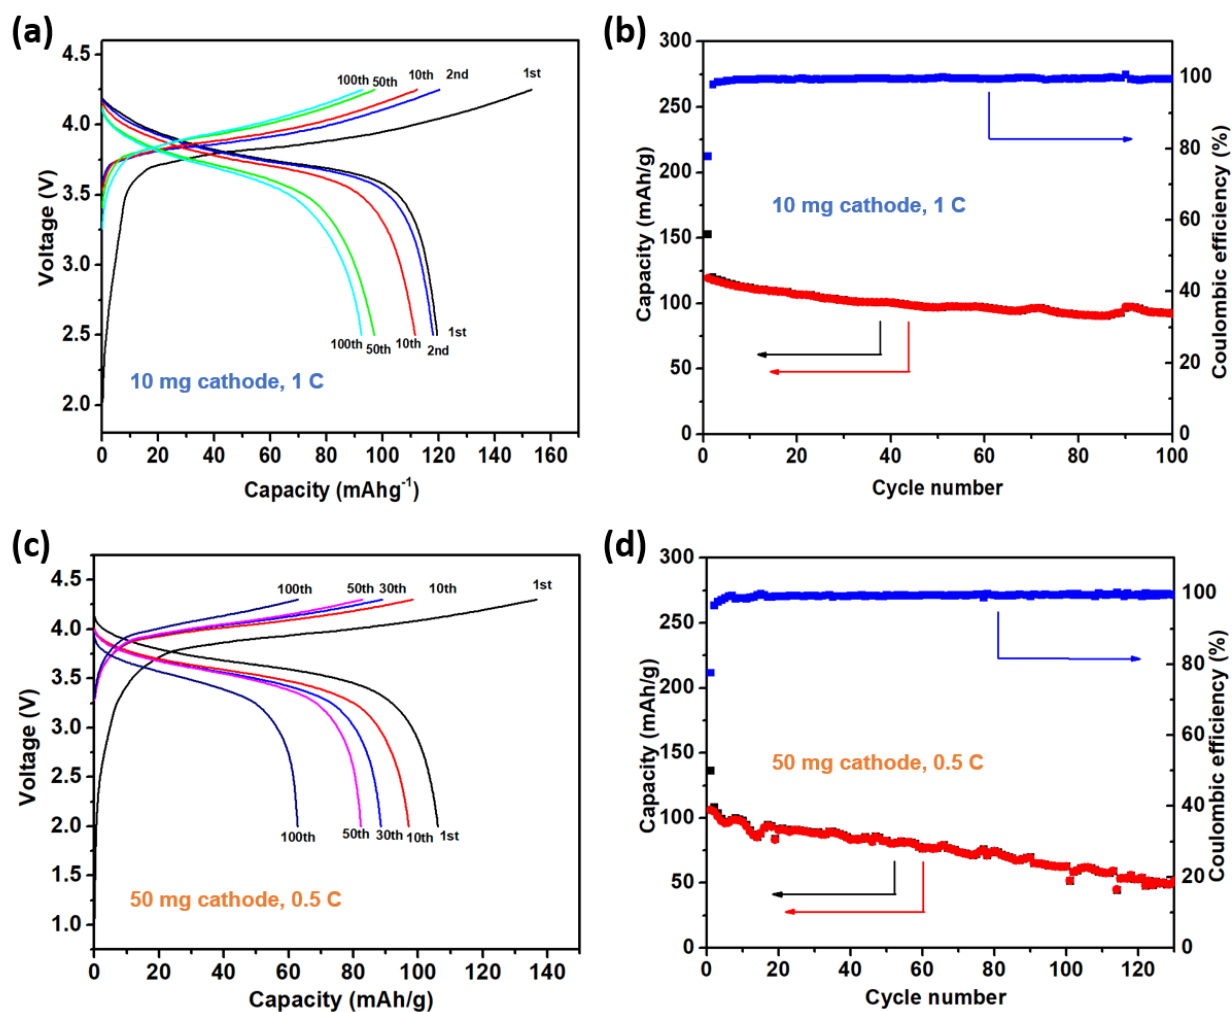 (a)
4.5
4.0
3.5
3.0
2.5
2.0
Voltage (V)
100th
50th
10th
2nd
1st
1st
100th
50th
10th
2nd
10 mg cathode, 1 C
0 20 40 60 80 100 120 140 160
Capacity (mAhg⁻¹)
(b)
300
250
200
150
100
50
0
Capacity (mAh/g)
100
80
60
40
20
0
Coulombic efficiency (%)
10 mg cathode, 1 C
0 20 40 60 80 100
Cycle number
(c)
4.5
4.0
3.5
3.0
2.5
2.0
1.5
1.0
Voltage (V)
100th
50th 30th
10th
1st
100th
50th
30th
10th
1st
50 mg cathode, 0.5 C
0 20 40 60 80 100 120 140
Capacity (mAh/g)
(d)
300
250
200
150
100
50
0
Capacity (mAh/g)
100
80
60
40
20
0
Coulombic efficiency (%)
50 mg cathode, 0.5 C
0 20 40 60 80 100 120
Cycle number